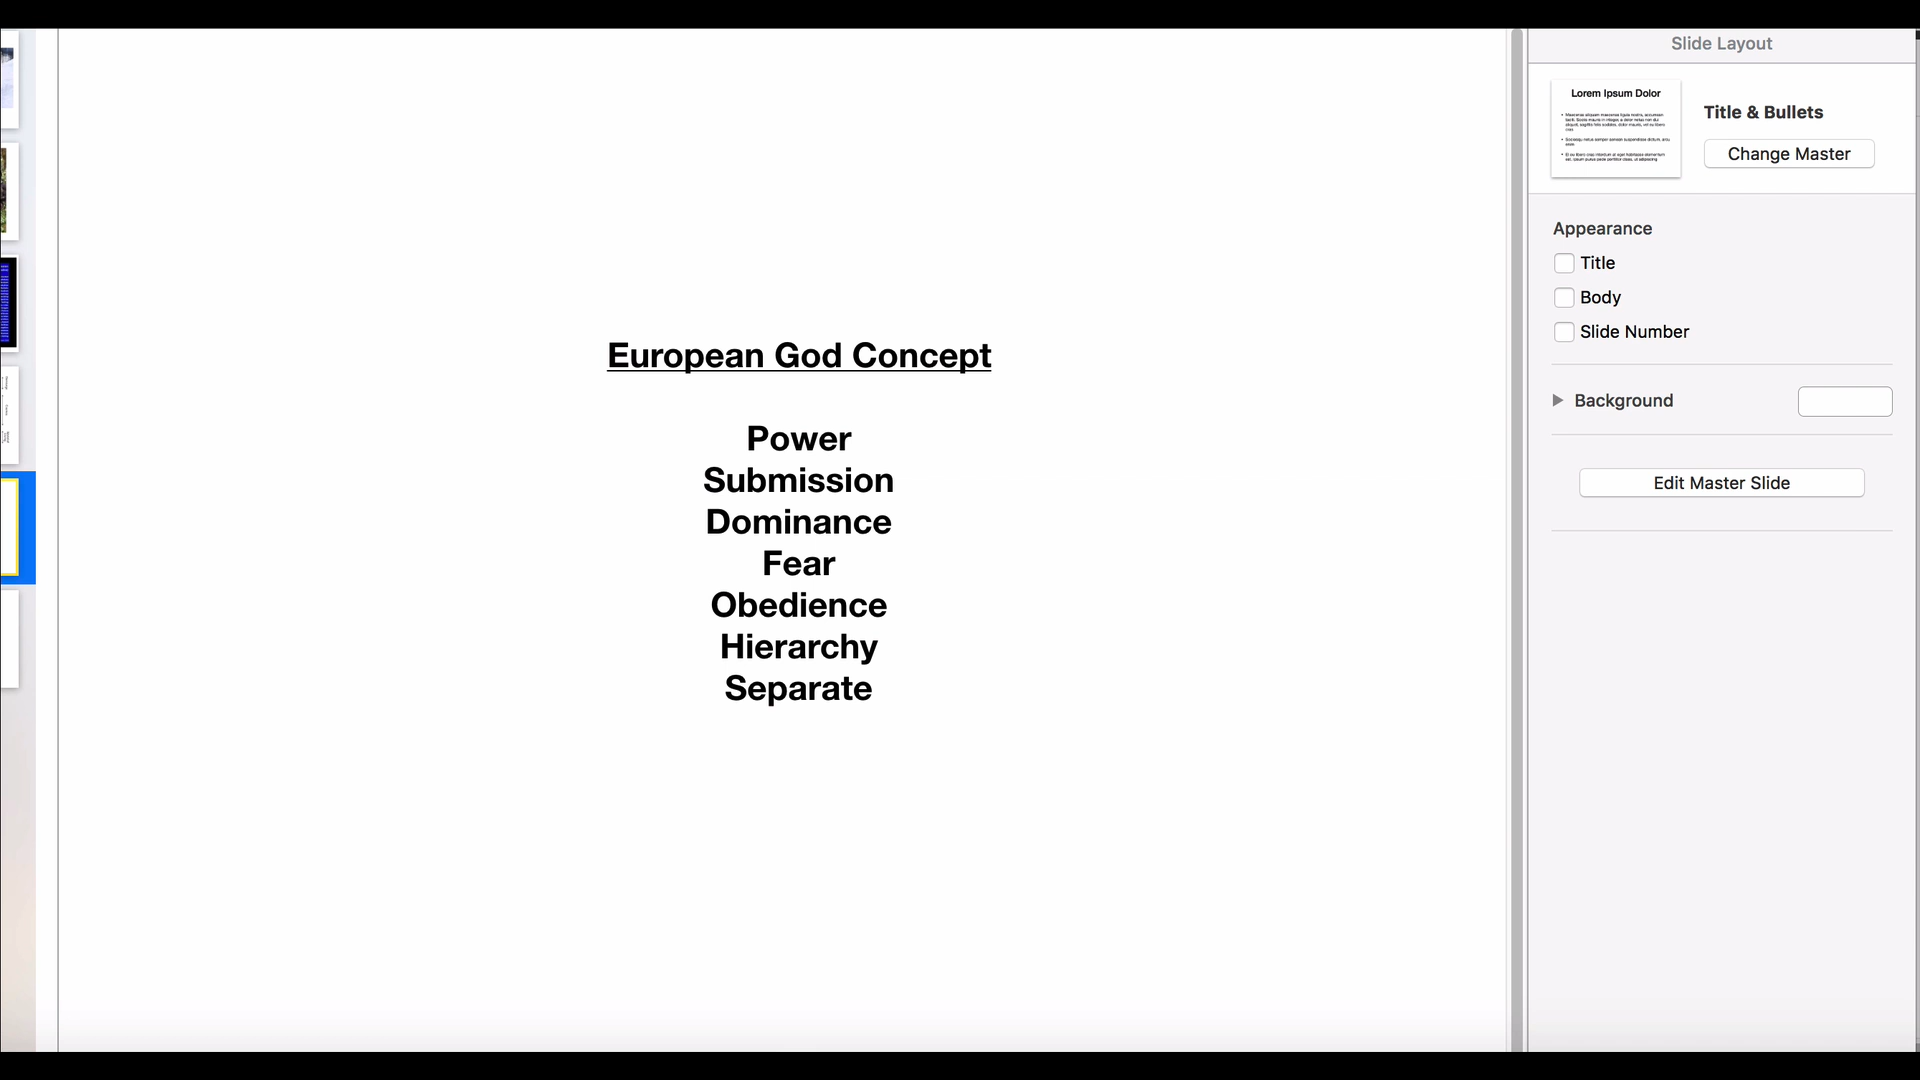 Slide Layout
Lorem Ipsum Dolor
Title & Bullets
Change Master
Appearance
Title
Body
Slide Number
Background
Edit Master Slide
European God Concept
Power
Submission
Dominance
Fear
Obedience
Hierarchy
Separate